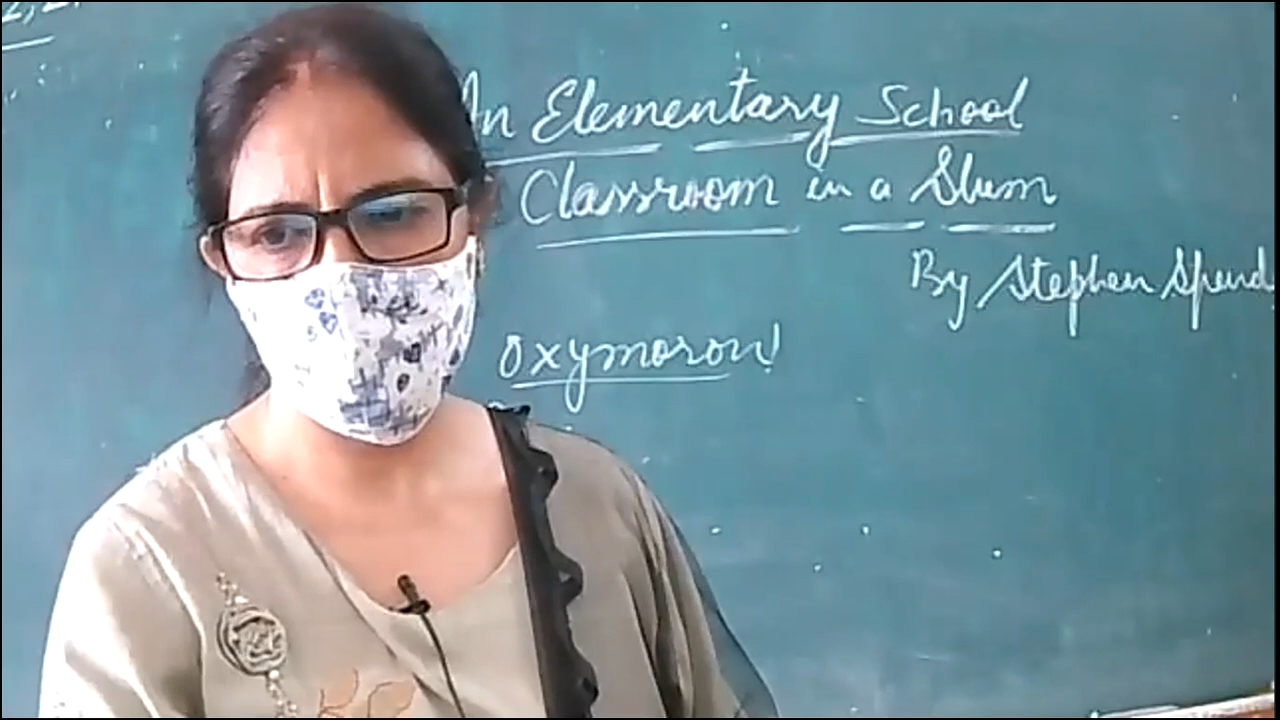 An Elementary School
Classroom in a Slum
By Stephen Spend
Oxymoron!